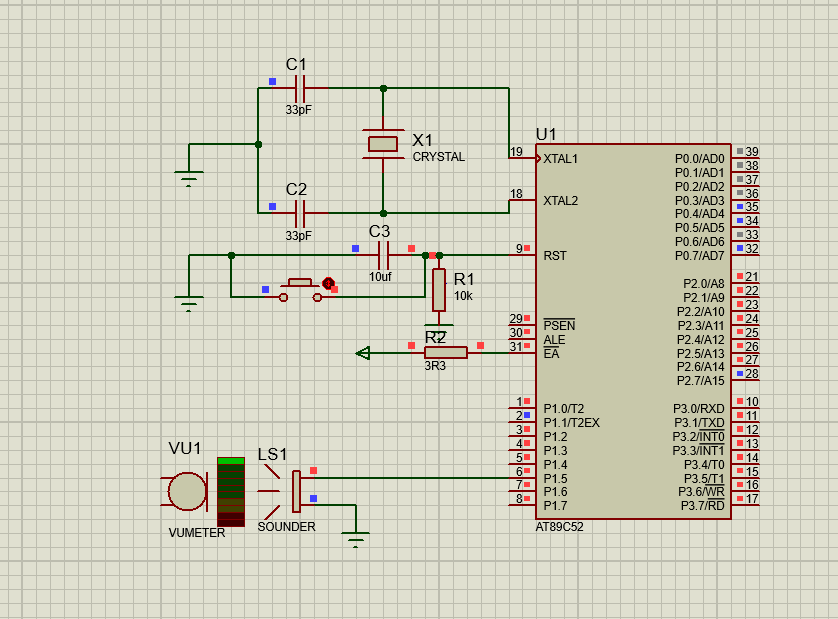 C1
33pF
X1
CRYSTAL
C2
33pF
C3
10uf
R1
10k
R2
3R3
VU1
VUMETER
LS1
SOUNDER
U1
19 XTAL1 P0.0/AD0 39
P0.1/AD1 38
P0.2/AD2 37
18 XTAL2 P0.3/AD3 36
P0.4/AD4 35
P0.5/AD5 34
P0.6/AD6 33
9 RST P0.7/AD7 32
P2.0/A8 21
P2.1/A9 22
P2.2/A10 23
29 PSEN P2.3/A11 24
30 ALE P2.4/A12 25
31 EA P2.5/A13 26
P2.6/A14 27
P2.7/A15 28
1 P1.0/T2 P3.0/RXD 10
2 P1.1/T2EX P3.1/TXD 11
3 P1.2 P3.2/INT0 12
4 P1.3 P3.3/INT1 13
5 P1.4 P3.4/T0 14
6 P1.5 P3.5/T1 15
7 P1.6 P3.6/WR 16
8 P1.7 P3.7/RD 17
AT89C52